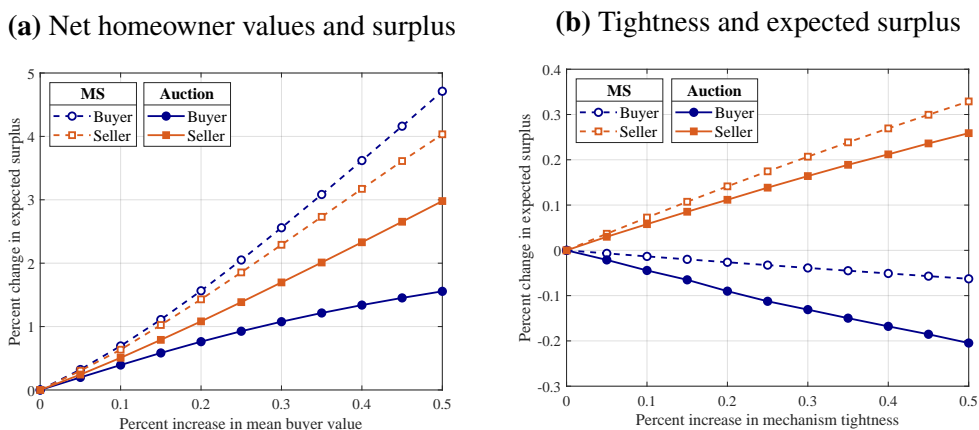 (a) Net homeowner values and surplus
Percent change in expected surplus
5
4
3
2
1
0
MS Auction
Buyer Buyer
Seller Seller
0 0.1 0.2 0.3 0.4 0.5
Percent increase in mean buyer value
(b) Tightness and expected surplus
Percent change in expected surplus
0.4
0.3
0.2
0.1
0
-0.1
-0.2
-0.3
MS Auction
Buyer Buyer
Seller Seller
0 0.1 0.2 0.3 0.4 0.5
Percent increase in mechanism tightness